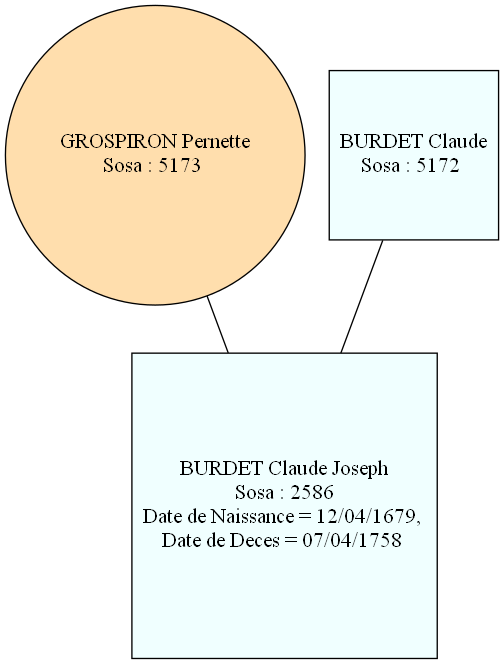 GROSPIRON Pernette
Sosa : 5173
BURDET Claude
Sosa : 5172
BURDET Claude Joseph
Sosa : 2586
Date de Naissance = 12/04/1679,
Date de Deces = 07/04/1758